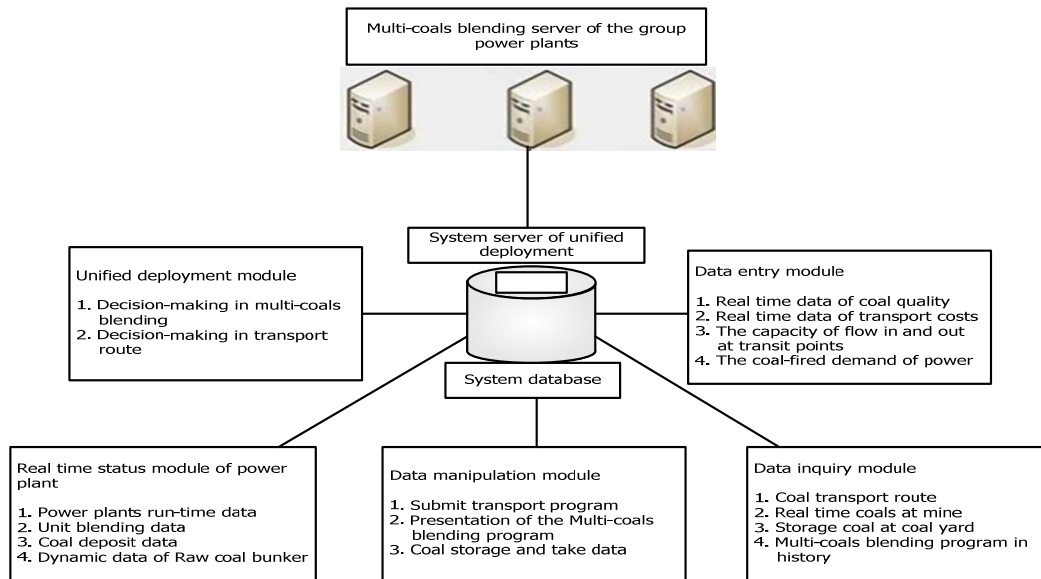 Multi-coals blending server of the group
power plants
System server of unified
deployment
Unified deployment module
1. Decision-making in multi-coals
blending
2. Decision-making in transport
route
Data entry module
1. Real time data of coal quality
2. Real time data of transport costs
3. The capacity of flow in and out
at transit points
4. The coal-fired demand of power
System database
Real time status module of power
plant
1. Power plants run-time data
2. Unit blending data
3. Coal deposit data
4. Dynamic data of Raw coal bunker
Data manipulation module
1. Submit transport program
2. Presentation of the Multi-coals
blending program
3. Coal storage and take data
Data inquiry module
1. Coal transport route
2. Real time coals at mine
3. Storage coal at coal yard
4. Multi-coals blending program in
history